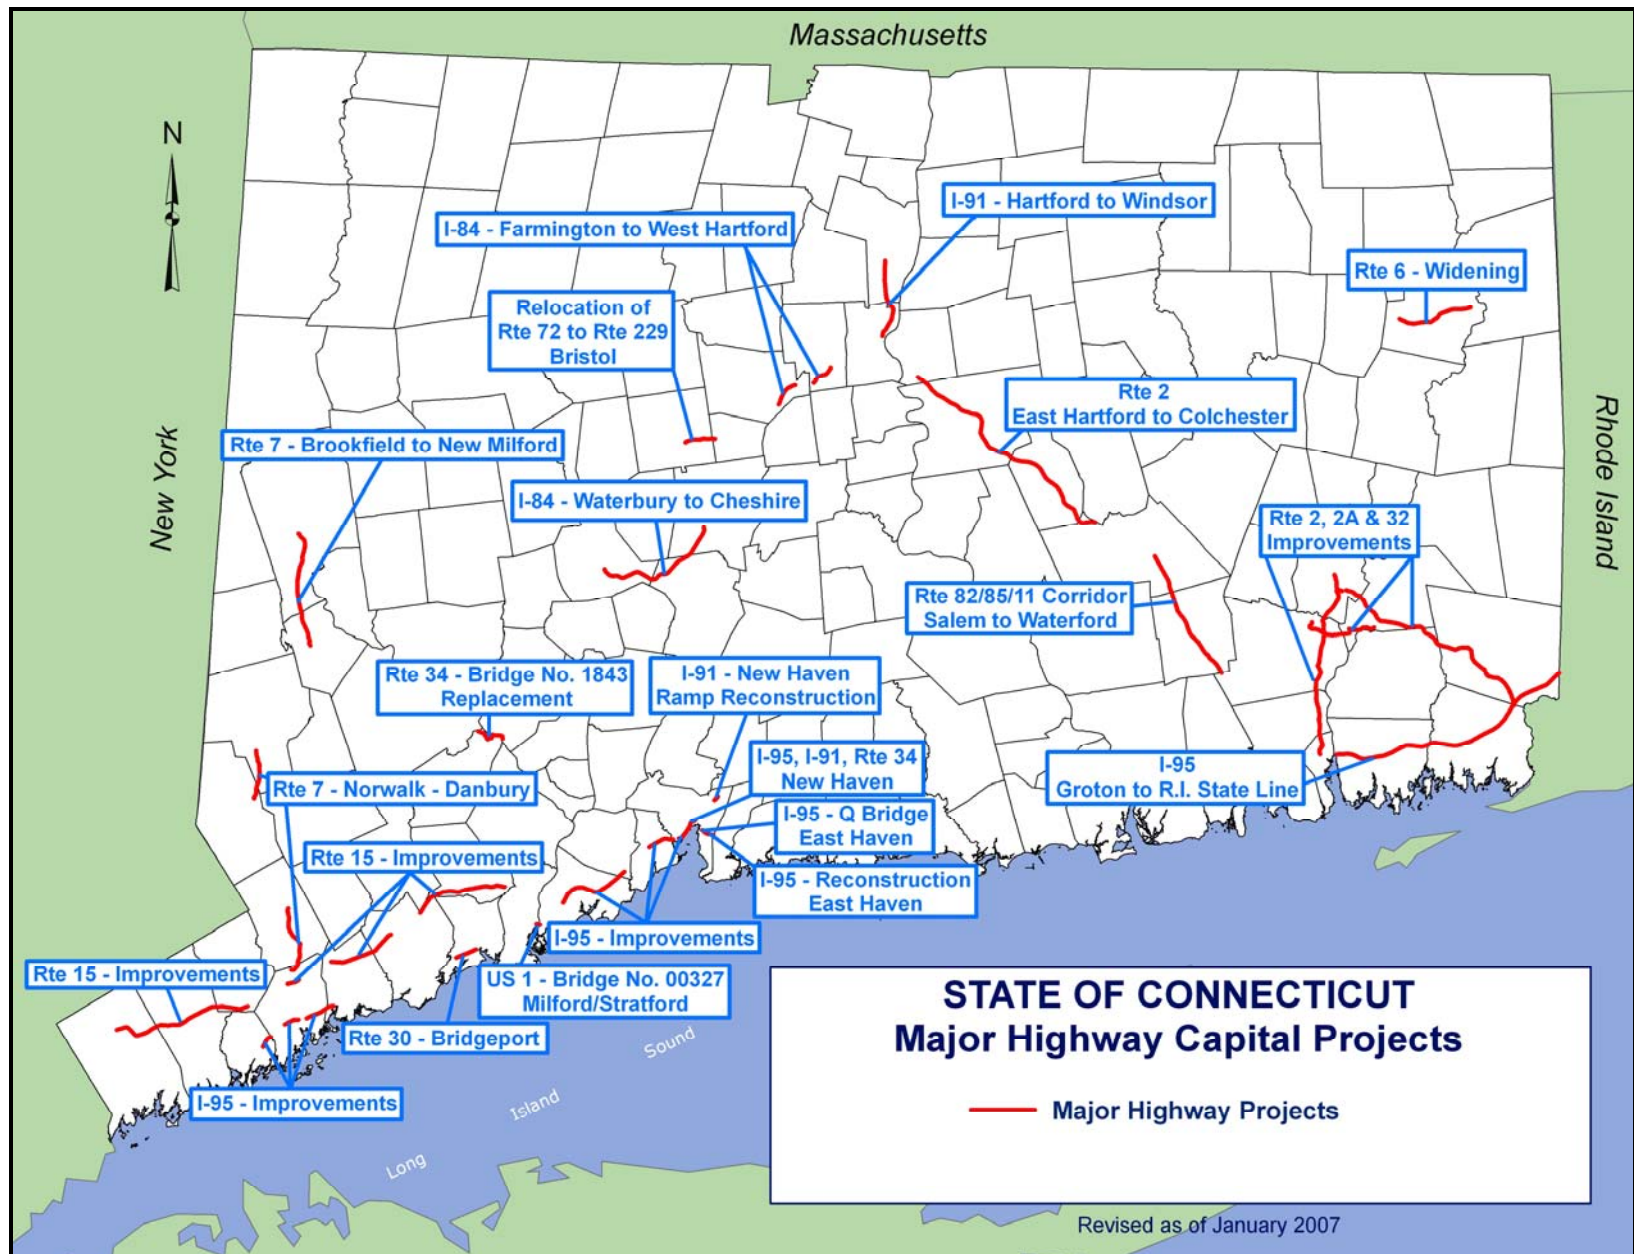 Massachusetts
N
I-91 - Hartford to Windsor
I-84 - Farmington to West Hartford
Rte 6 - Widening
Relocation of
Rte 72 to Rte 229
Bristol
Rte 2
East Hartford to Colchester
Rhode Island
New York
Rte 7 - Brookfield to New Milford
I-84 - Waterbury to Cheshire
Rte 2, 2A & 32
Improvements
Rte 82/85/11 Corridor
Salem to Waterford
Rte 34 - Bridge No. 1843
Replacement
I-91 - New Haven
Ramp Reconstruction
I-95, I-91, Rte 34
New Haven
I-95
Groton to R.I. State Line
Rte 7 - Norwalk - Danbury
I-95 - Q Bridge
East Haven
Rte 15 - Improvements
I-95 - Reconstruction
East Haven
I-95 - Improvements
Rte 15 - Improvements
US 1 - Bridge No. 00327
Milford/Stratford
Rte 30 - Bridgeport
I-95 - Improvements
Long
Island
Sound
STATE OF CONNECTICUT
Major Highway Capital Projects
Major Highway Projects
Revised as of January 2007